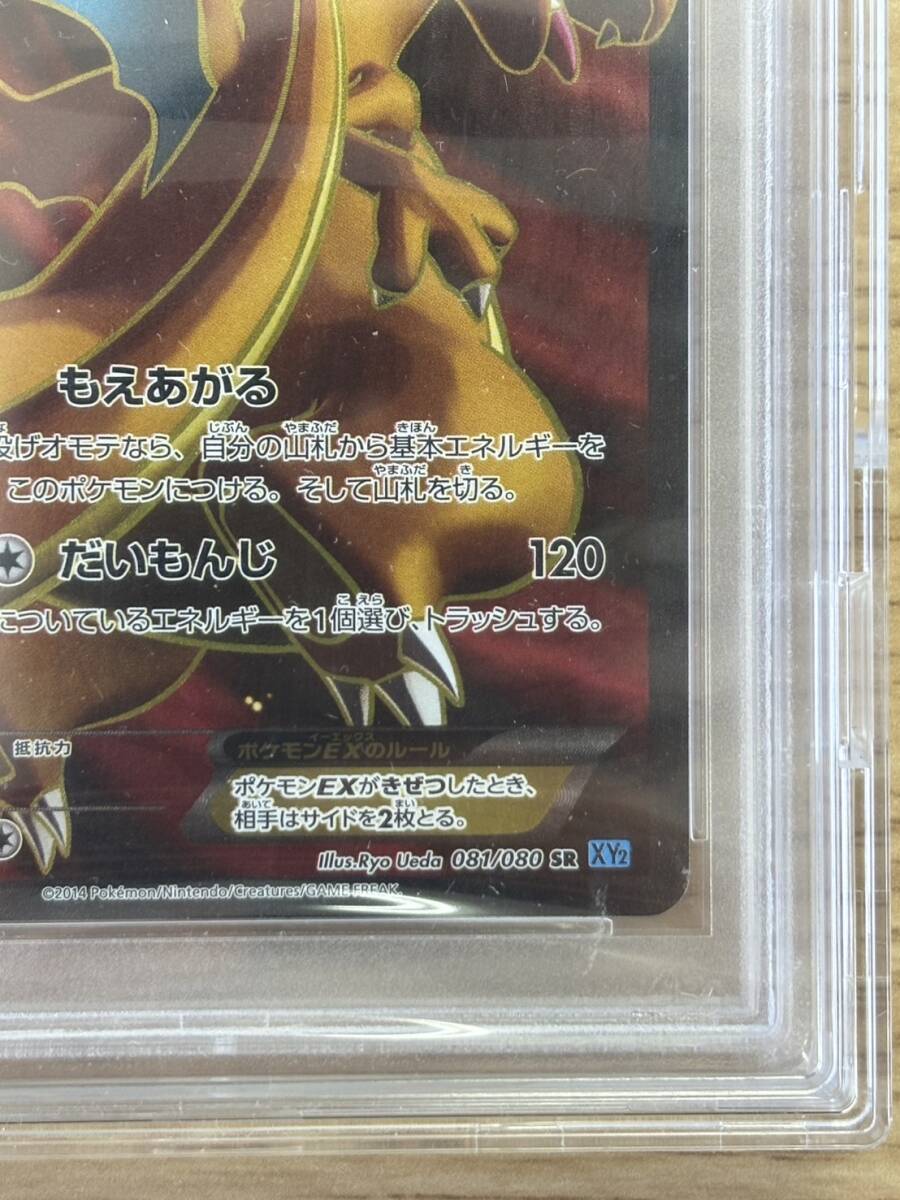 もえあがる
投げオモテなら、自分の山札から基本エネルギーを
このポケモンにつける。そして山札を切る。
だいもんじ 120
についているエネルギーを1個選び、トラッシュする。
抵抗力
ポケモンEXのルール
ポケモンEXがきぜつしたとき、
相手はサイドを2枚とる。
Illus.Ryo Ueda 081/080 SR XY2
©2014 Pokémon/Nintendo/Creatures/GAME FREAK.